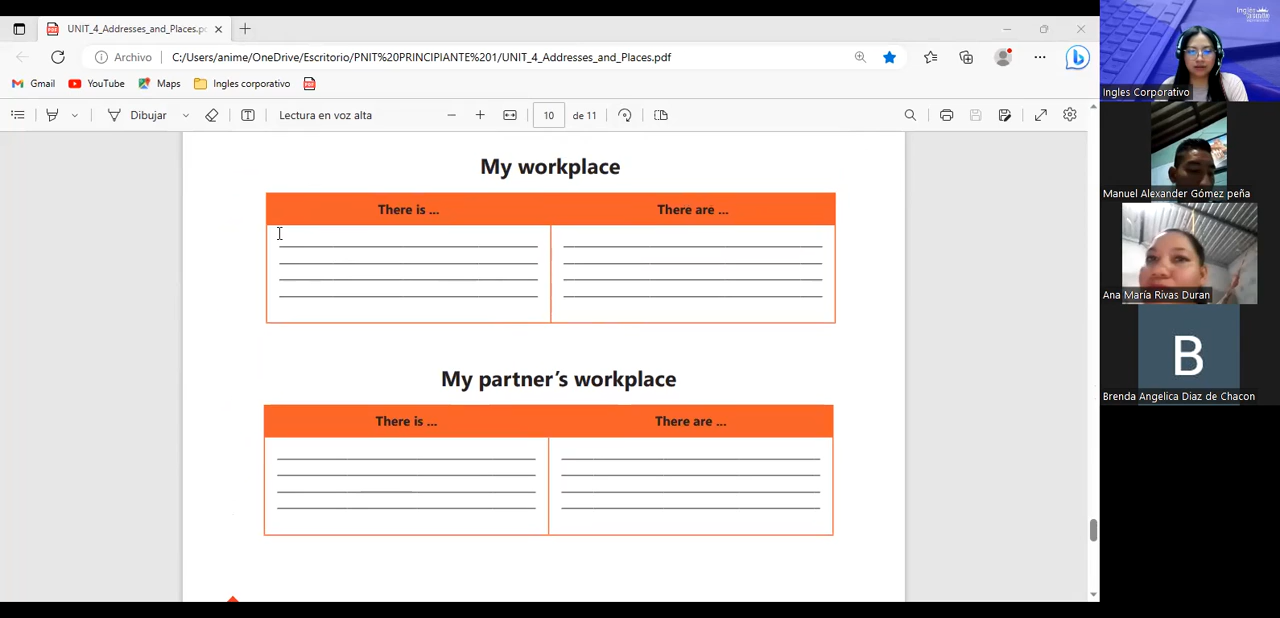 UNIT_4_Addresses_and_Places.pc
Archivo
C:/Users/anime/OneDrive/Escritorio/PNIT%20PRINCIPIANTE%201/UNIT_4_Addresses_and_Places.pdf
Gmail
YouTube
Maps
Ingles corporativo
Dibujar
Lectura en voz alta
10
de 11
My workplace
There is ...
There are ...
My partner's workplace
There is ...
There are ...
Ingles Corporativo
Manuel Alexander Gómez peña
Ana María Rivas Duran
B
Brenda Angelica Diaz de Chacon